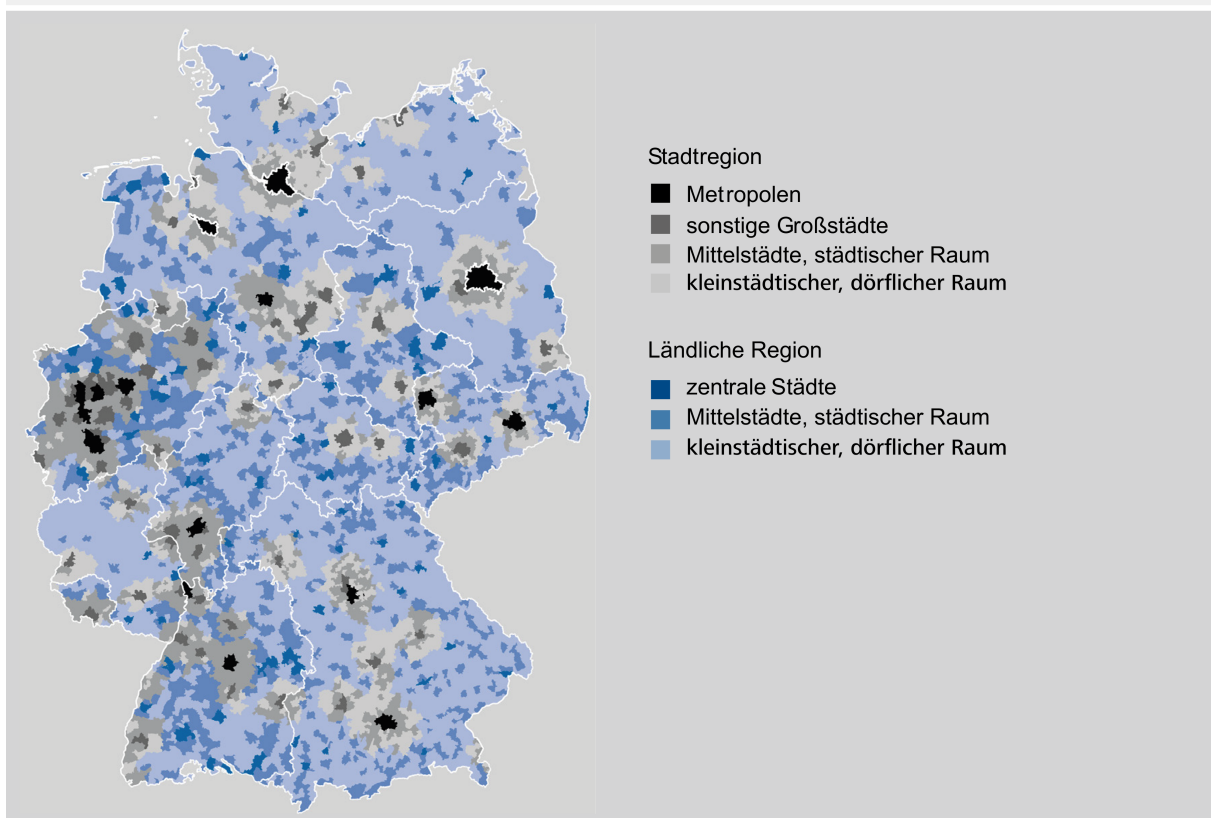 Stadtregion
Metropolen
sonstige Großstädte
Mittelstädte, städtischer Raum
kleinstädtischer, dörflicher Raum
Ländliche Region
zentrale Städte
Mittelstädte, städtischer Raum
kleinstädtischer, dörflicher Raum